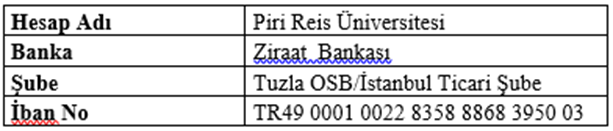 Hesap Adı Piri Reis Üniversitesi
Banka Ziraat Bankası
Şube Tuzla OSB/İstanbul Ticari Şube
İban No TR49 0001 0022 8358 8868 3950 03